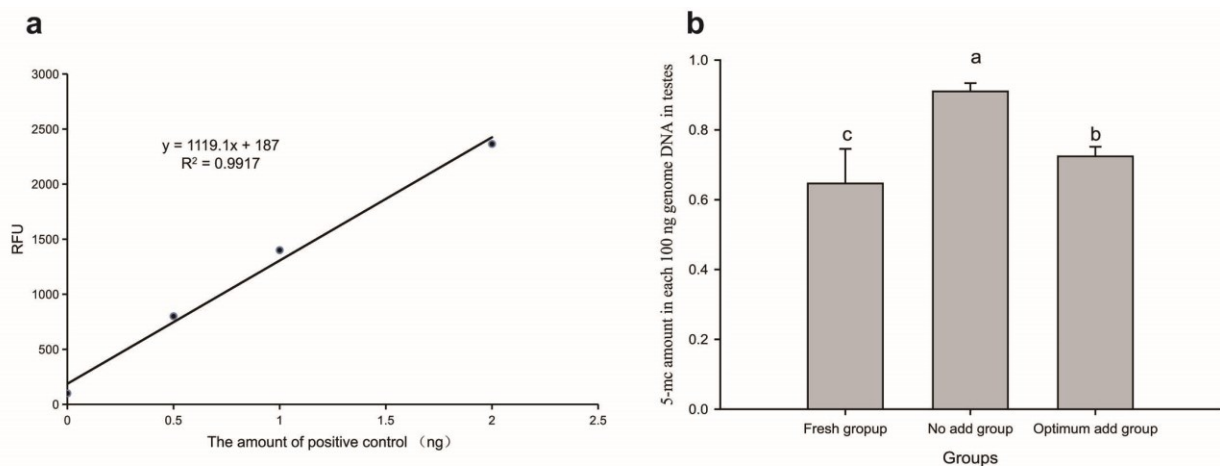 a
3000
2500
2000
1500
1000
500
0
y = 1119.1x + 187
R² = 0.9917
RFU
0 0.5 1 1.5 2 2.5
The amount of positive control （ng）
b
1.0
0.8
0.6
0.4
0.2
0.0
5-mc amount in each 100 ng genome DNA in testes
c
a
b
Fresh gropup No add group Optimum add group
Groups